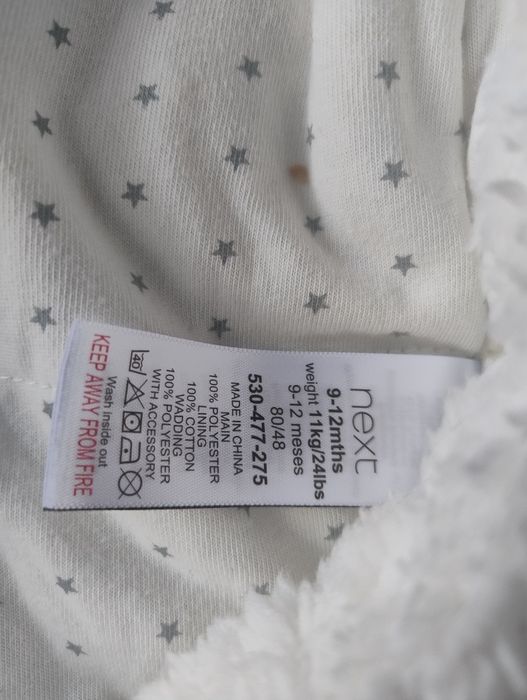 next
9-12mths
weight 11kg/24lbs
9-12 meses
80/48
530-477-275
MADE IN CHINA
MAIN
100% POLYESTER
LINING
100% COTTON
WADDING
100% POLYESTER
WITH ACCESSORY
40
Wash inside out
KEEP AWAY FROM FIRE